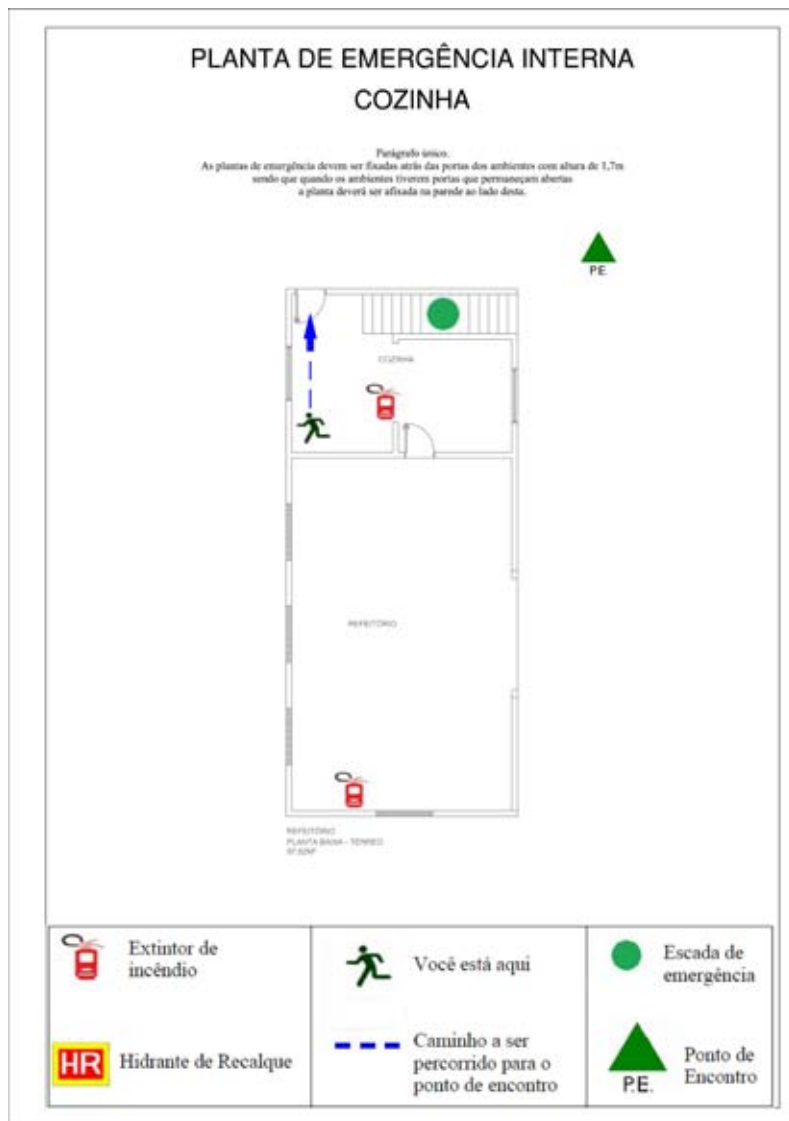 PLANTA DE EMERGÊNCIA INTERNA
COZINHA
Parágrafo único.
As plantas de emergência devem ser fixadas atrás das portas dos ambientes com altura de 1,7m
sendo que quando os ambientes tiverem portas que permaneçam abertas
a planta deverá ser afixada na parede ao lado desta.
P.E.
COZINHA
REFEITÓRIO
REFEITÓRIO
PLANTA BAIXA - TÉRREO
Extintor de
incêndio
Você está aqui
Escada de
emergência
HR
Hidrante de Recalque
Caminho a ser
percorrido para o
ponto de encontro
P.E.
Ponto de
Encontro